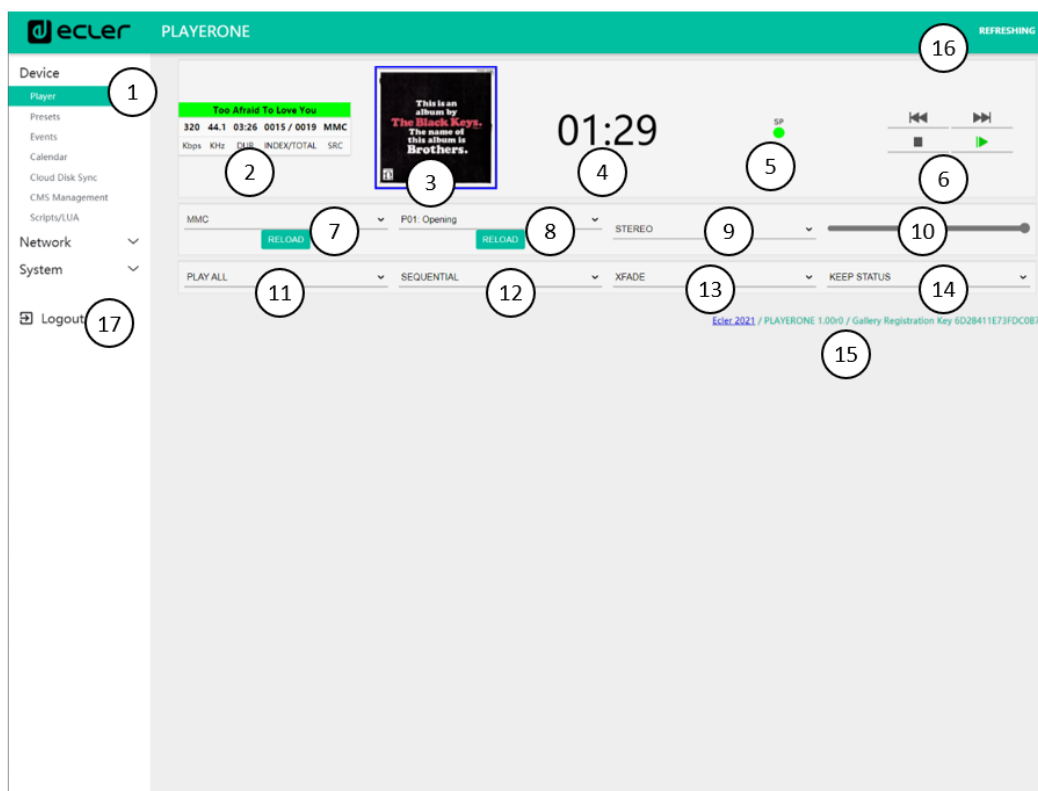 ecler
PLAYERONE
16
REFRESHING
Device
Player
1
Presets
Events
Calendar
Cloud Disk Sync
CMS Management
Scripts/LUA
Network
System
Logout
17
Too Afraid To Love You
320 44.1 03:26 0015 / 0019 MMC
Kbps KHz DUR INDEX/TOTAL SRC
2
This is an
album by
The Black Keys.
The name of
this album is
Brothers.
3
01:29
4
SP
5
6
MMC
RELOAD
7
P01: Opening
RELOAD
8
STEREO
9
10
PLAY ALL
11
SEQUENTIAL
12
XFADE
13
KEEP STATUS
14
Ecler 2021 / PLAYERONE 1.00r0 / Gallery Registration Key 6D28411E73FDC0B7
15